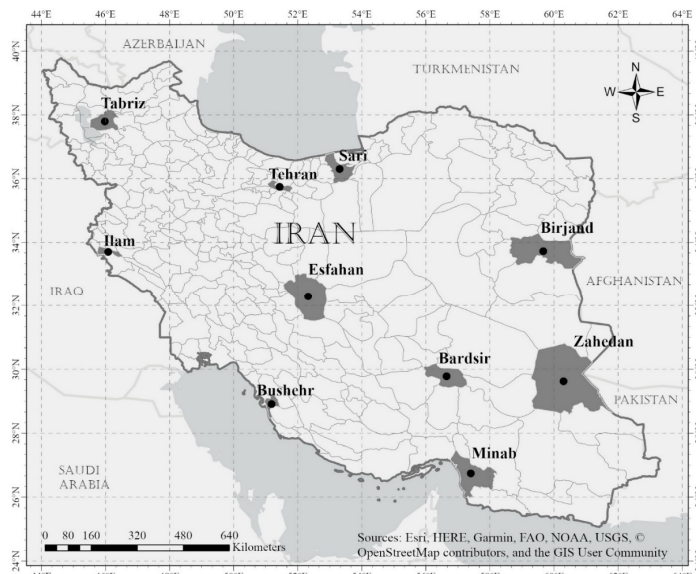 44°E 46°E 48°E 50°E 52°E 54°E 56°E 58°E 60°E 62°E 64°E
40°N
38°N
36°N
34°N
32°N
30°N
28°N
26°N
24°N
AZERBAIJAN
TURKMENISTAN
N
W E
S
Tabriz
Sari
Tehran
IRAN
Birjand
Ilam
Esfahan
AFGHANISTAN
IRAQ
Zahedan
Bardsir
Bushehr
PAKISTAN
Minab
SAUDI
ARABIA
0 80 160 320 480 640
Kilometers
Sources: Esri, HERE, Garmin, FAO, NOAA, USGS, ©
OpenStreetMap contributors, and the GIS User Community